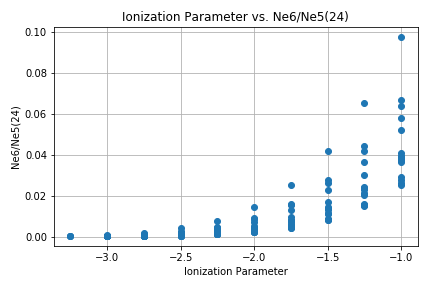 Ionization Parameter vs. Ne6/Ne5(24)
0.10
0.08
0.06
0.04
0.02
0.00
Ne6/Ne5(24)
−3.0 −2.5 −2.0 −1.5 −1.0
Ionization Parameter